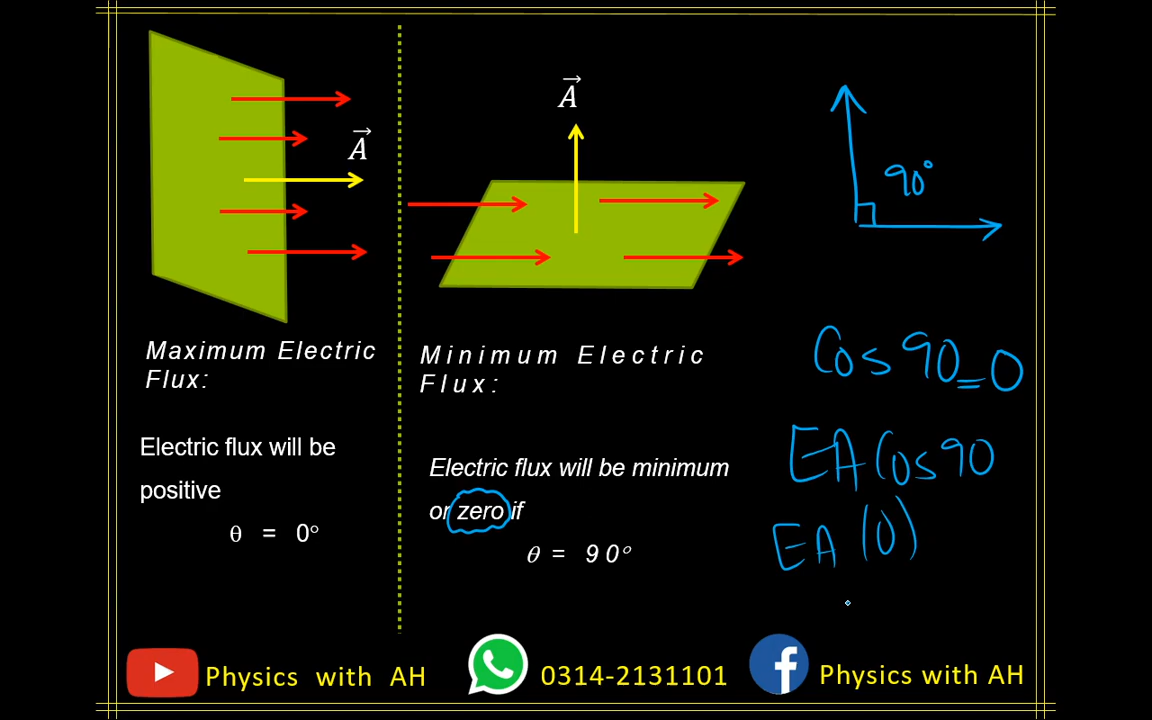 A
Maximum Electric
Flux:
Electric flux will be
positive
θ = 0°
A
Minimum Electric
Flux:
Electric flux will be minimum
or zero if
θ = 90°
90°
Cos 90 = 0
EA Cos 90
EA (0)
Physics with AH
0314-2131101
Physics with AH